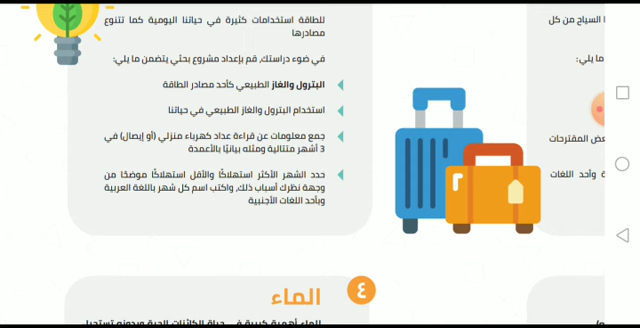 للطاقة استخدامات كثيرة في حياتنا اليومية كما تتنوع
مصادرها
في ضوء دراستك، قم بإعداد مشروع بحثي يتضمن ما يلي:
البترول والغاز الطبيعي كأحد مصادر الطاقة
استخدام البترول والغاز الطبيعي في حياتنا
جمع معلومات عن قراءة عداد كهرباء منزلي (أو إيصال) في
3 أشهر متتالية ومثله بيانيًا بالأعمدة
حدد الشهر الأكثر استهلاكًا والأقل استهلاكًا موضحًا من
وجهة نظرك أسباب ذلك، واكتب اسم كل شهر باللغة العربية
وبأحد اللغات الأجنبية
السياح من كل
ما يلي:
المقترحات
وأحد اللغات
٤
الماء